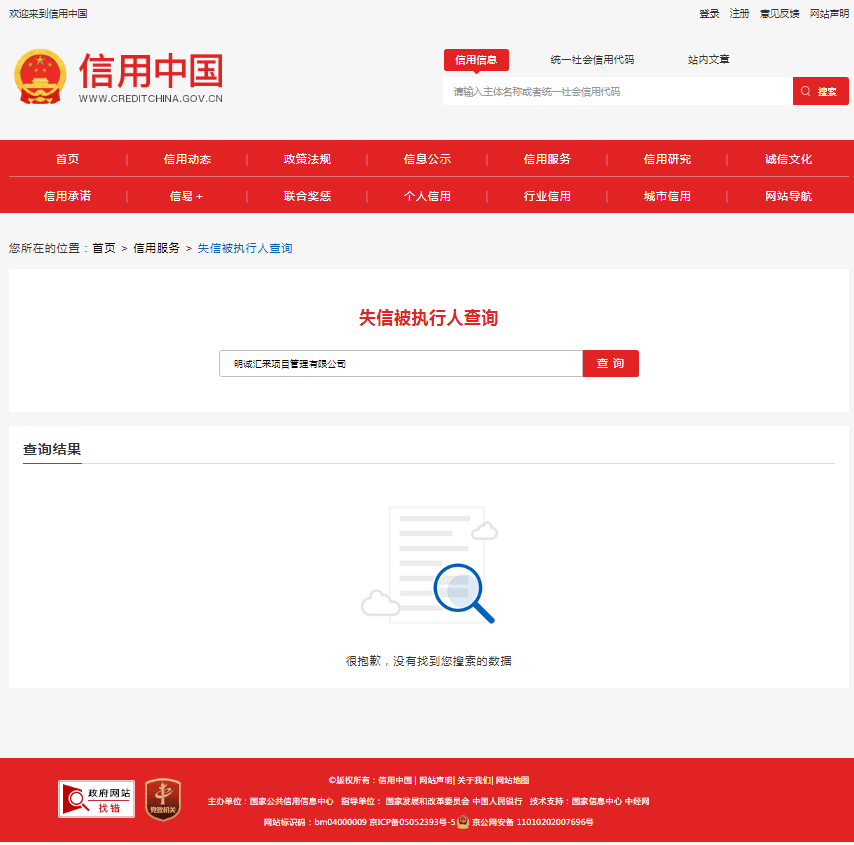 欢迎来到信用中国 登录 注册 意见反馈 网站声明
信用中国
WWW.CREDITCHINA.GOV.CN
信用信息 统一社会信用代码 站内文章
请输入主体名称或者统一社会信用代码 搜索
首页 信用动态 政策法规 信息公示 信用服务 信用研究 诚信文化
信用承诺 信易+ 联合奖惩 个人信用 行业信用 城市信用 网站导航
您所在的位置：首页 > 信用服务 > 失信被执行人查询
失信被执行人查询
明诚汇采项目管理有限公司 查 询
查询结果
很抱歉，没有找到您搜索的数据
政府网站
找错
党政机关
©版权所有：信用中国 | 网站声明| 关于我们| 网站地图
主办单位：国家公共信用信息中心 指导单位： 国家发展和改革委员会 中国人民银行 技术支持：国家信息中心 中经网
网站标识码：bm04000009 京ICP备05052393号-5 京公网安备 11010202007696号